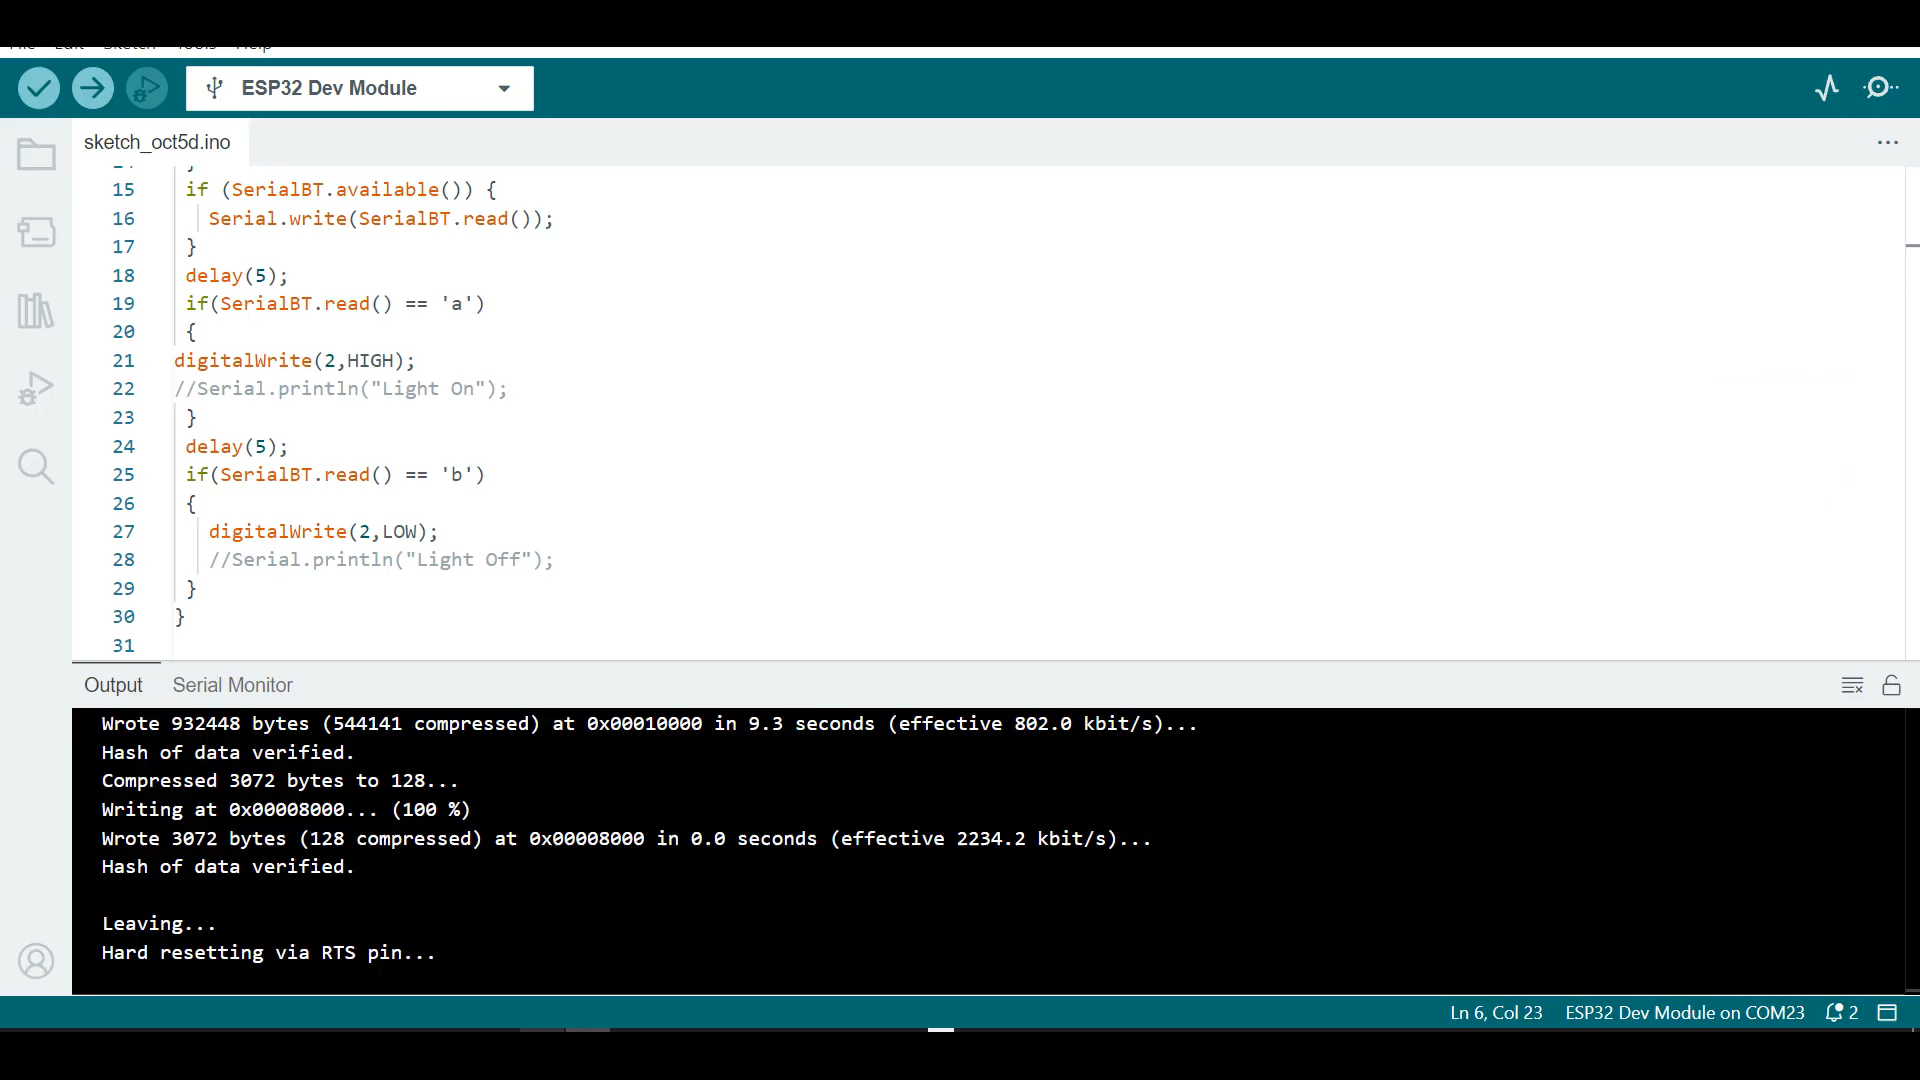 File Edit Sketch Tools Help
ESP32 Dev Module
sketch_oct5d.ino
14 }
15 if (SerialBT.available()) {
16 Serial.write(SerialBT.read());
17 }
18 delay(5);
19 if(SerialBT.read() == 'a')
20 {
21 digitalWrite(2,HIGH);
22 //Serial.println("Light On");
23 }
24 delay(5);
25 if(SerialBT.read() == 'b')
26 {
27 digitalWrite(2,LOW);
28 //Serial.println("Light Off");
29 }
30 }
31
Output Serial Monitor
Wrote 932448 bytes (544141 compressed) at 0x00010000 in 9.3 seconds (effective 802.0 kbit/s)...
Hash of data verified.
Compressed 3072 bytes to 128...
Writing at 0x00008000... (100 %)
Wrote 3072 bytes (128 compressed) at 0x00008000 in 0.0 seconds (effective 2234.2 kbit/s)...
Hash of data verified.
Leaving...
Hard resetting via RTS pin...
Ln 6, Col 23 ESP32 Dev Module on COM23 2